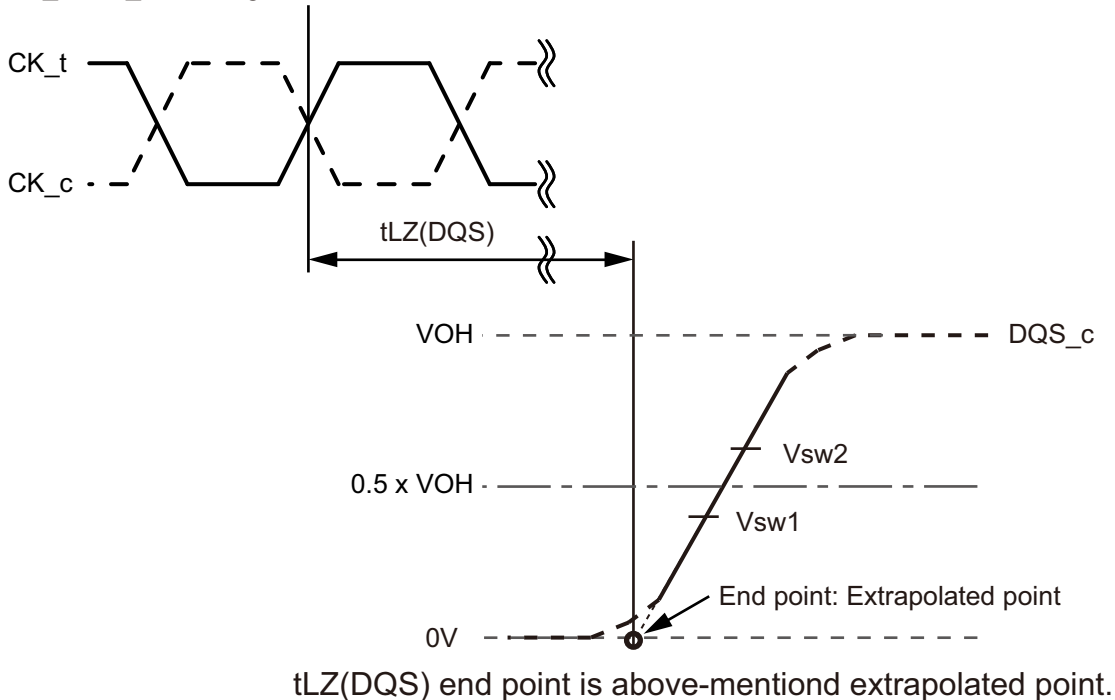 CK_t
CK_c
tLZ(DQS)
VOH
DQS_c
Vsw2
0.5 x VOH
Vsw1
End point: Extrapolated point
0V
tLZ(DQS) end point is above-mentiond extrapolated point.